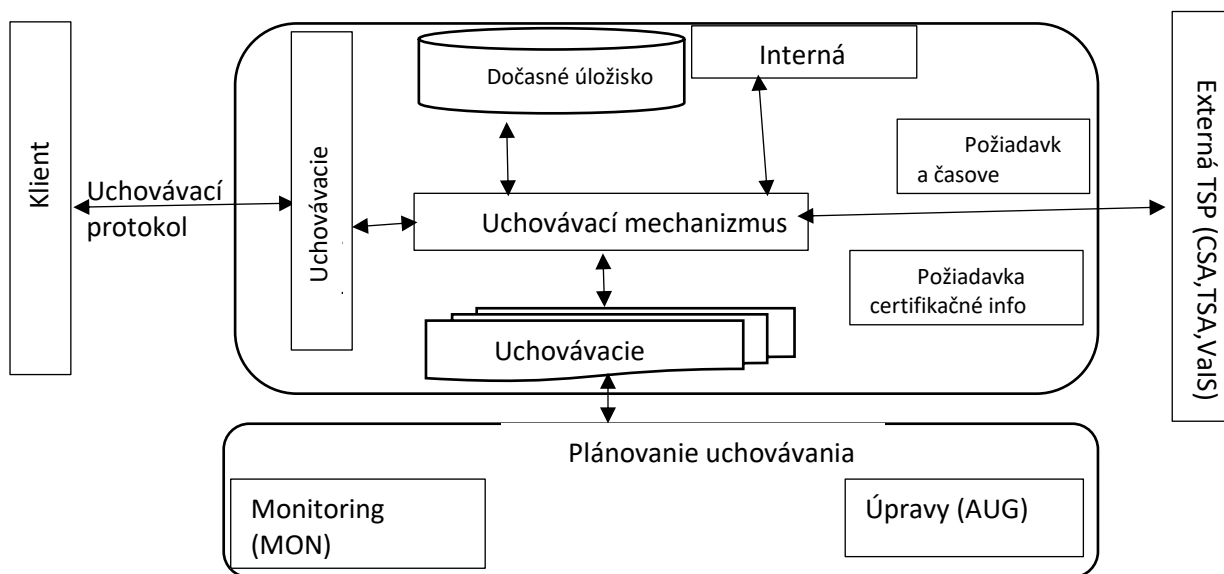 Klient
Uchovávací
protokol
Uchovávacie
Dočasné úložisko
Interná
Uchovávací mechanizmus
Požiadavk
a časove
Požiadavka
certifikačné info
Uchovávacie
Externá TSP (CSA,TSA,ValS)
Plánovanie uchovávania
Monitoring
(MON)
Úpravy (AUG)